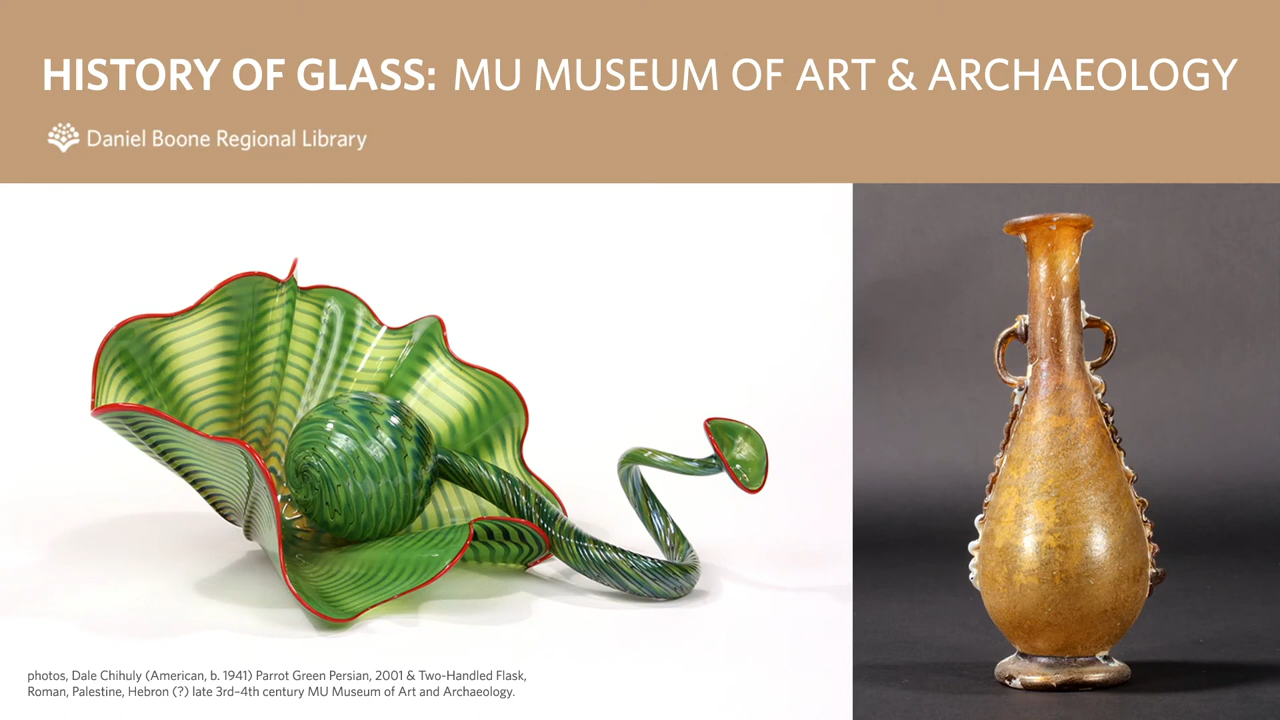 HISTORY OF GLASS: MU MUSEUM OF ART & ARCHAEOLOGY
Daniel Boone Regional Library
photos, Dale Chihuly (American, b. 1941) Parrot Green Persian, 2001 & Two-Handled Flask,
Roman, Palestine, Hebron (?) late 3rd–4th century MU Museum of Art and Archaeology.